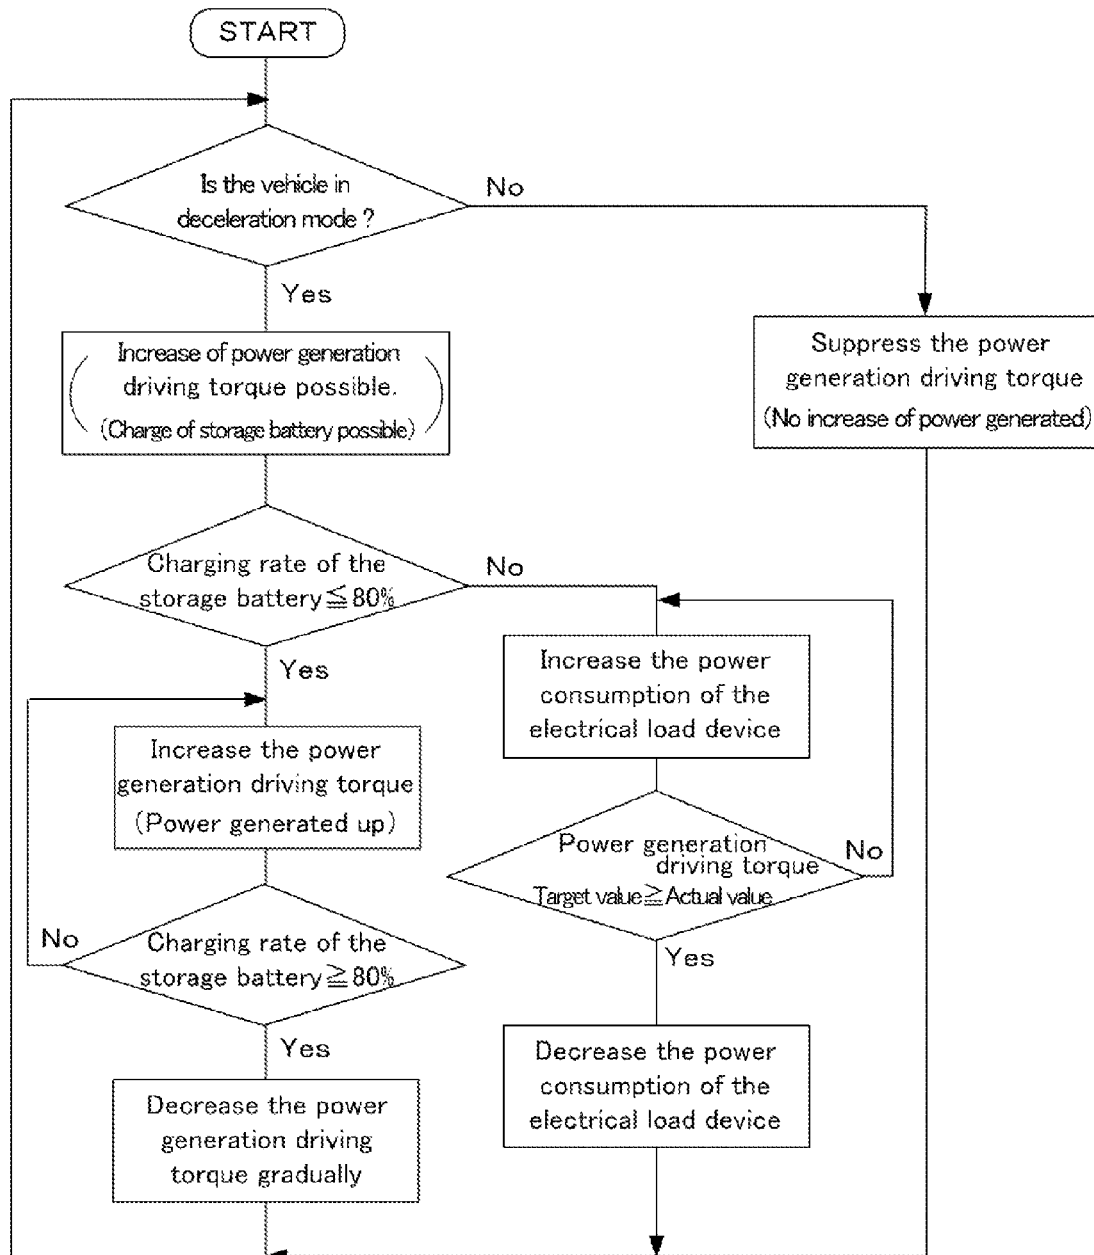 START
Is the vehicle in
deceleration mode ?
No
Yes
Increase of power generation
driving torque possible.
(Charge of storage battery possible)
Suppress the power
generation driving torque
(No increase of power generated)
Charging rate of the
storage battery≦80%
No
Yes
Increase the power
consumption of the
electrical load device
Increase the power
generation driving torque
(Power generated up)
Power generation
driving torque
Target value≧Actual value
No
Yes
Charging rate of the
storage battery≧80%
No
Yes
Decrease the power
consumption of the
electrical load device
Decrease the power
generation driving
torque gradually